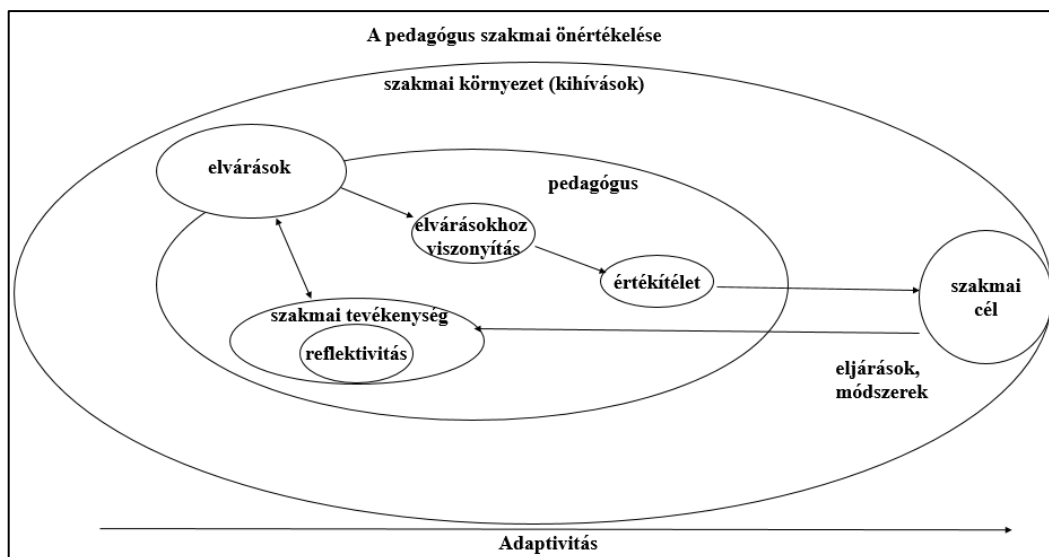 A pedagógus szakmai önértékelése
szakmai környezet (kihívások)
elvárások
pedagógus
elvárásokhoz
viszonyítás
értékítélet
szakmai
cél
szakmai tevékenység
reflektivitás
eljárások,
módszerek
Adaptivitás